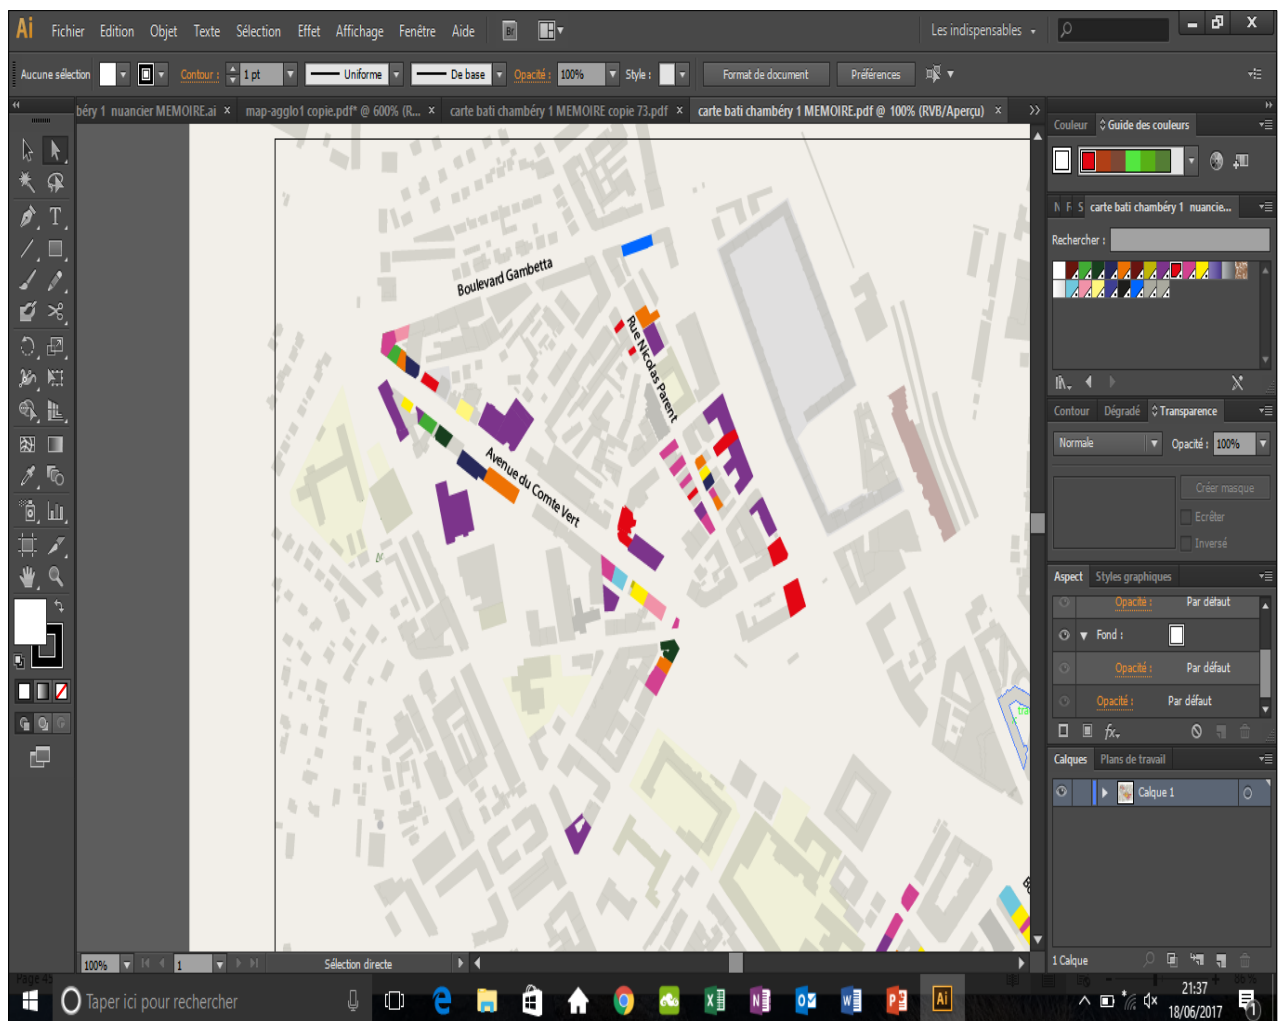 Ai Fichier Edition Objet Texte Sélection Effet Affichage Fenêtre Aide Br Les indispensables
Aucune sélection Contour : 1 pt Uniforme De base Opacité : 100% Style : Format de document Préférences
béry 1 nuancier MEMOIRE.ai × map-agglo1 copie.pdf* @ 600% (R... × carte bati chambéry 1 MEMOIRE copie 73.pdf × carte bati chambéry 1 MEMOIRE.pdf @ 100% (RVB/Aperçu) ×
Couleur Guide des couleurs
N F S carte bati chambéry 1 nuancie...
Rechercher :
Boulevard Gambetta
Rue Nicolas Parent
Avenue du Comte Vert
Contour Dégradé Transparence
Normale Opacité : 100%
Créer masque
Ecrêter
Inversé
Aspect Styles graphiques
Opacité : Par défaut
Fond :
Opacité : Par défaut
Opacité : Par défaut
tra
Calques Plans de travail
Calque 1
100% 1 Sélection directe
1 Calque
Taper ici pour rechercher
Ai
21:37
18/06/2017
1